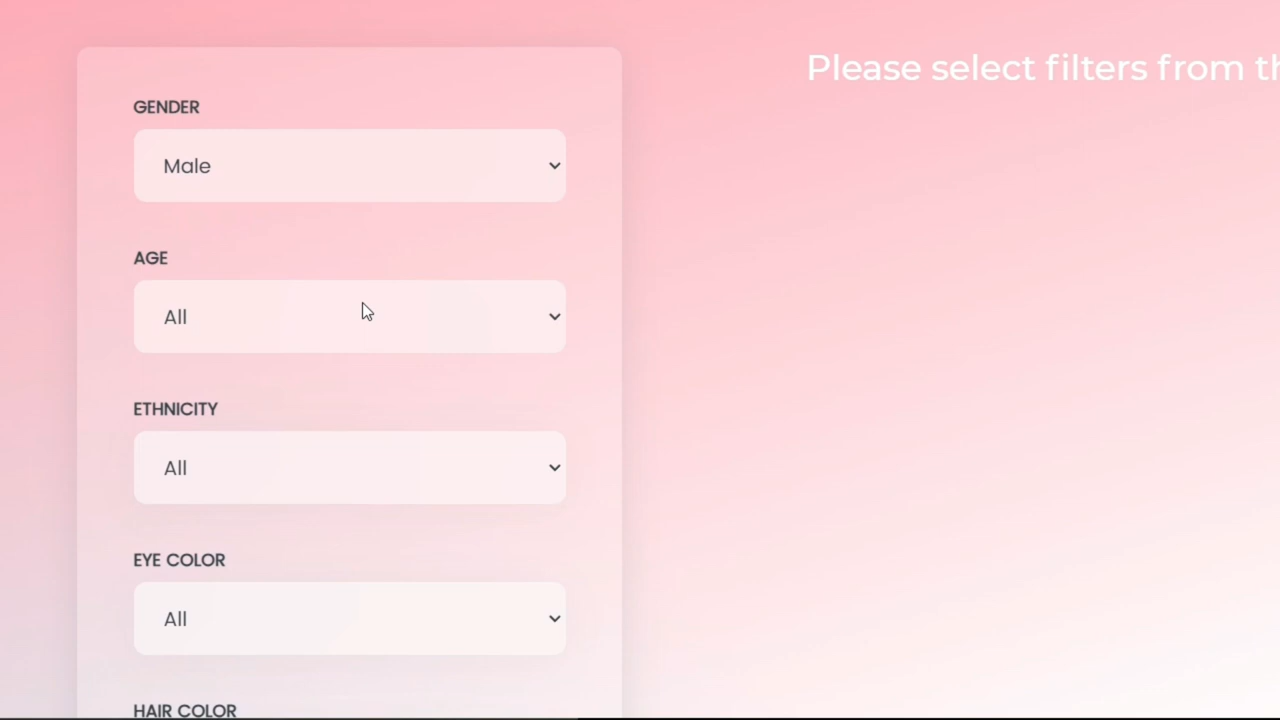 Please select filters from th
GENDER
Male
AGE
All
ETHNICITY
All
EYE COLOR
All
HAIR COLOR